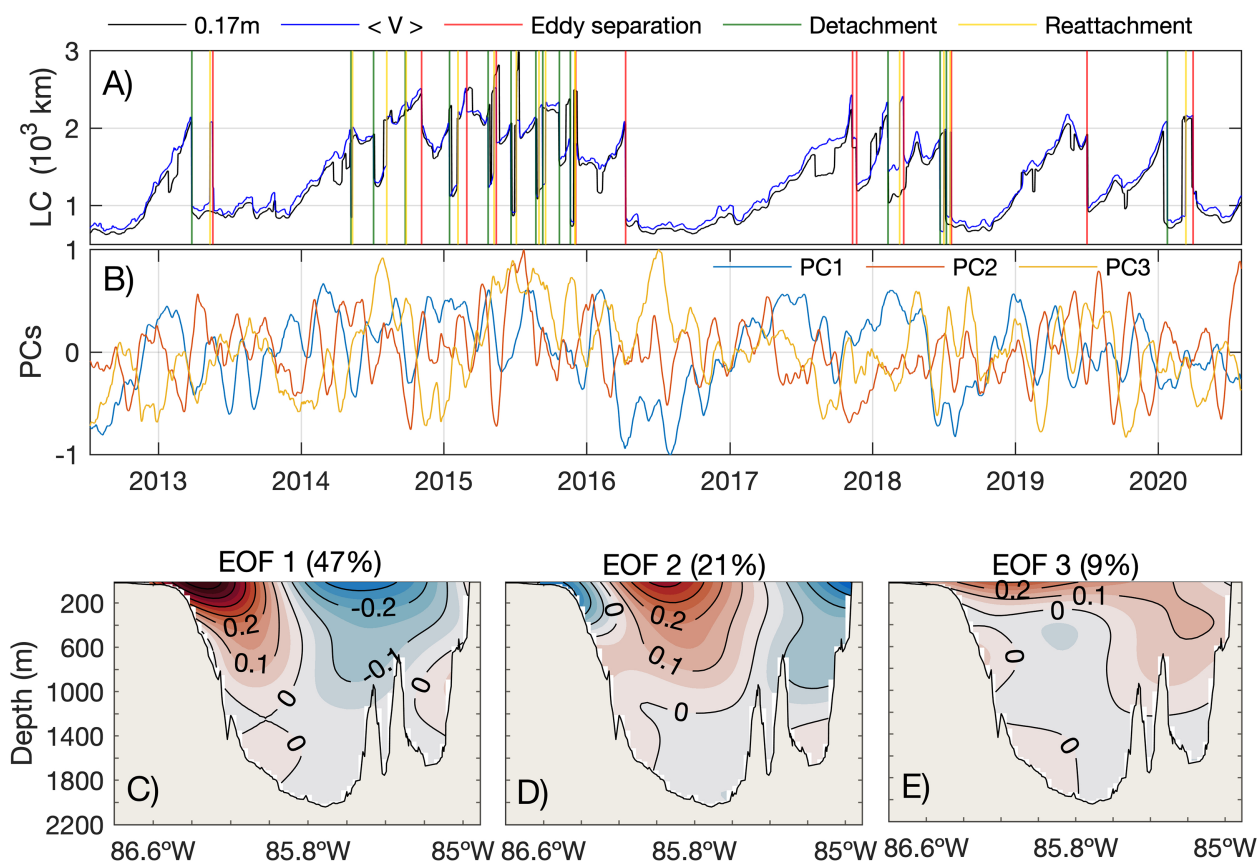 0.17m < V > Eddy separation Detachment Reattachment
A)
3
2
1
LC (10³ km)
B)
PC1 PC2 PC3
1
0
-1
PCs
2013 2014 2015 2016 2017 2018 2019 2020
EOF 1 (47%) EOF 2 (21%) EOF 3 (9%)
200
600
1000
1400
1800
2200
Depth (m)
0.2
0.1
-0.2
-0.1
0
0
0
C)
86.6°W 85.8°W 85°W
0
0.2
0.1
0
D)
86.6°W 85.8°W 85°W
0.2 0.1
0
0
0
E)
86.6°W 85.8°W 85°W